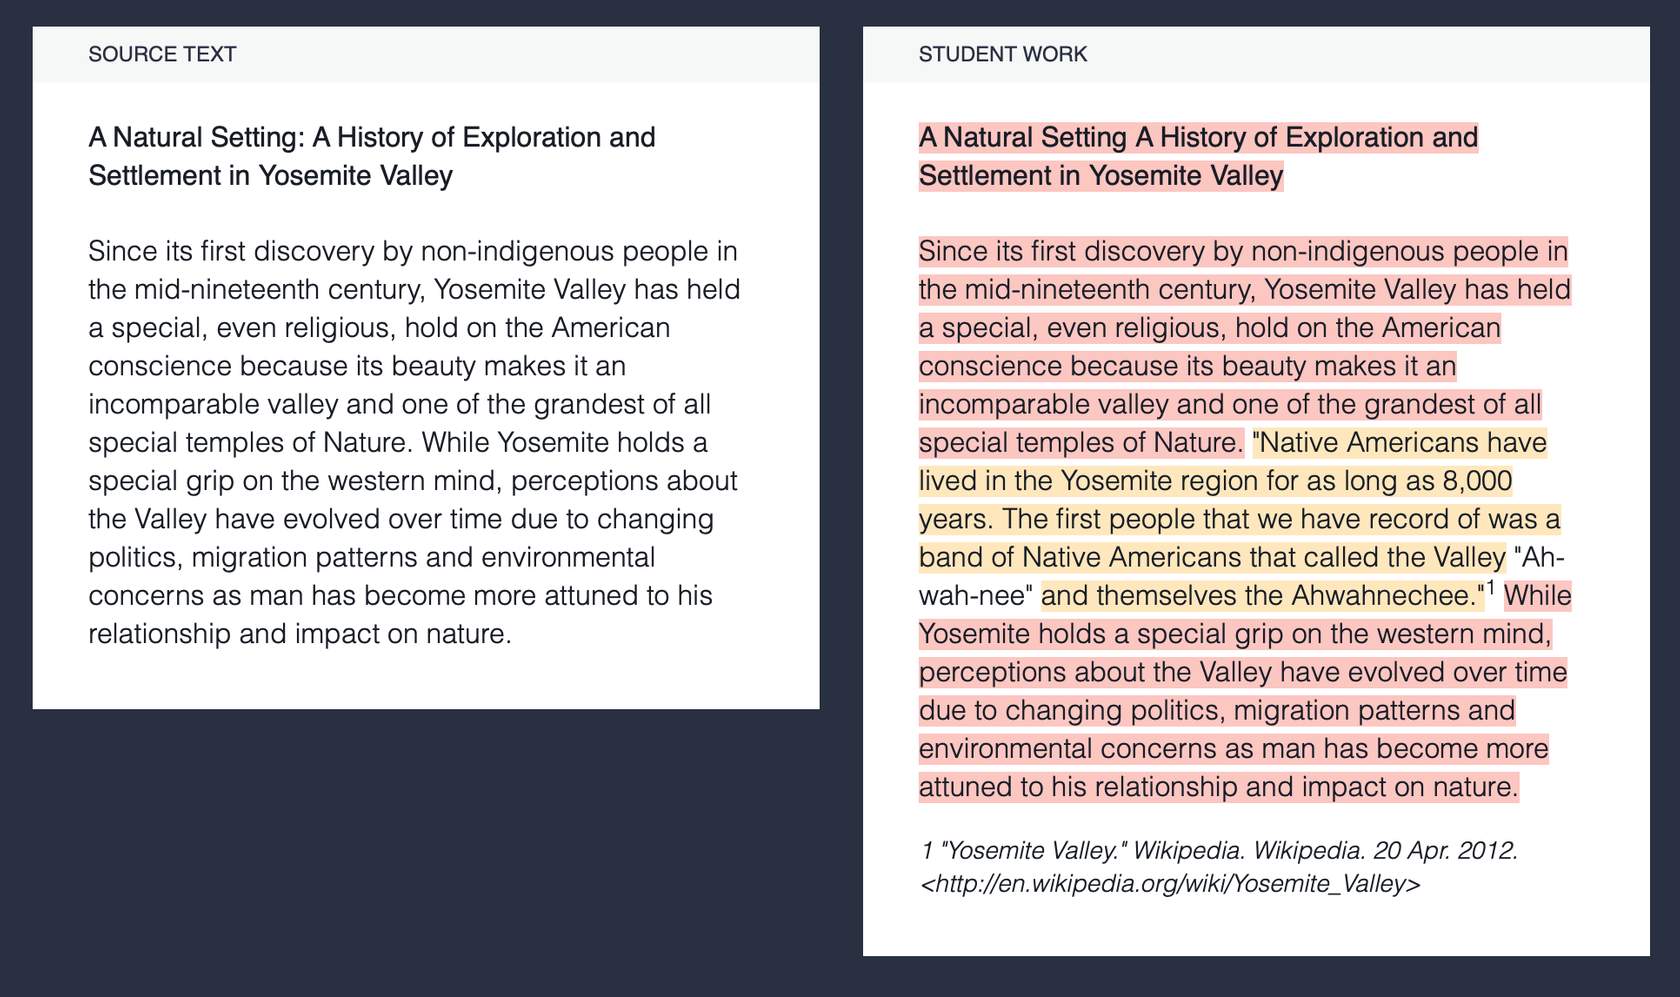 SOURCE TEXT
A Natural Setting: A History of Exploration and
Settlement in Yosemite Valley
Since its first discovery by non-indigenous people in
the mid-nineteenth century, Yosemite Valley has held
a special, even religious, hold on the American
conscience because its beauty makes it an
incomparable valley and one of the grandest of all
special temples of Nature. While Yosemite holds a
special grip on the western mind, perceptions about
the Valley have evolved over time due to changing
politics, migration patterns and environmental
concerns as man has become more attuned to his
relationship and impact on nature.
STUDENT WORK
A Natural Setting A History of Exploration and
Settlement in Yosemite Valley
Since its first discovery by non-indigenous people in
the mid-nineteenth century, Yosemite Valley has held
a special, even religious, hold on the American
conscience because its beauty makes it an
incomparable valley and one of the grandest of all
special temples of Nature. "Native Americans have
lived in the Yosemite region for as long as 8,000
years. The first people that we have record of was a
band of Native Americans that called the Valley "Ah-
wah-nee" and themselves the Ahwahnechee."1 While
Yosemite holds a special grip on the western mind,
perceptions about the Valley have evolved over time
due to changing politics, migration patterns and
environmental concerns as man has become more
attuned to his relationship and impact on nature.
1 "Yosemite Valley." Wikipedia. Wikipedia. 20 Apr. 2012.
<http://en.wikipedia.org/wiki/Yosemite_Valley>